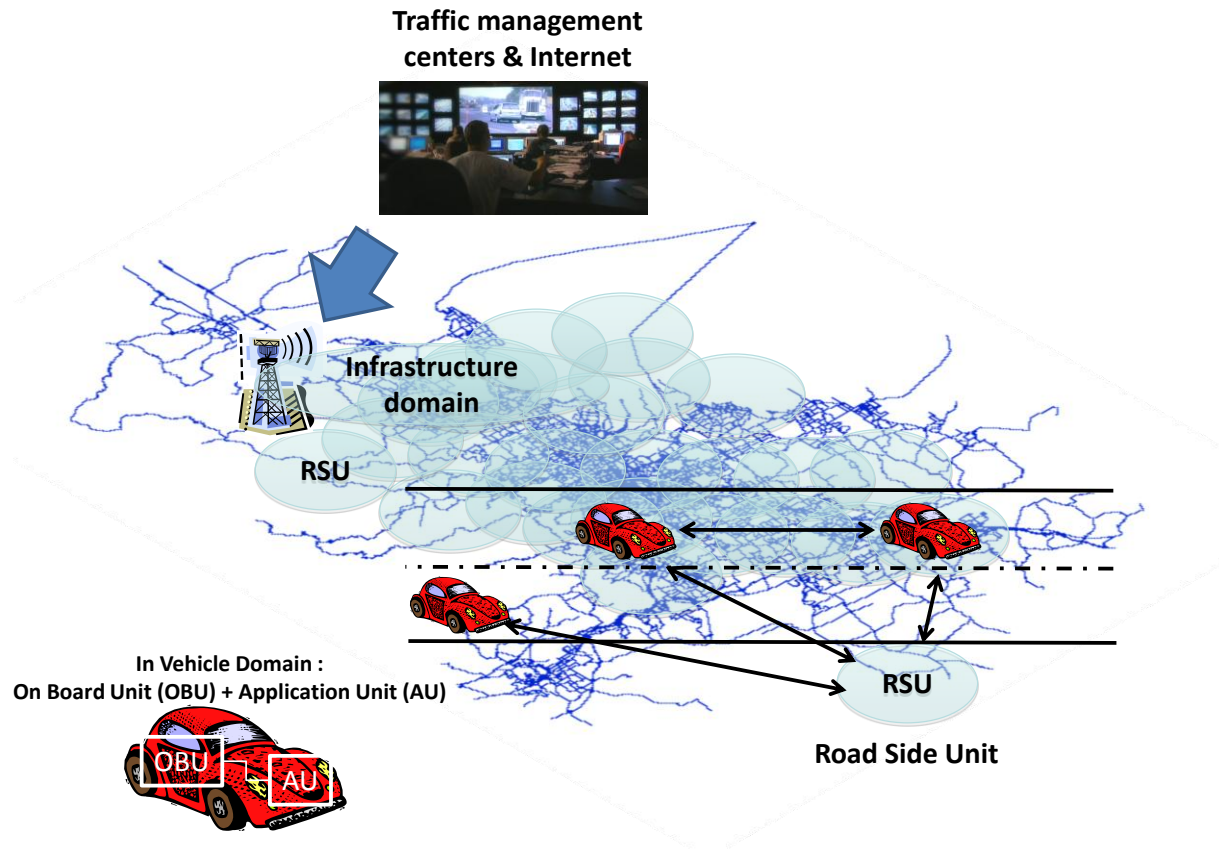 Traffic management
centers & Internet
Infrastructure
domain
RSU
RSU
Road Side Unit
In Vehicle Domain :
On Board Unit (OBU) + Application Unit (AU)
OBU
AU